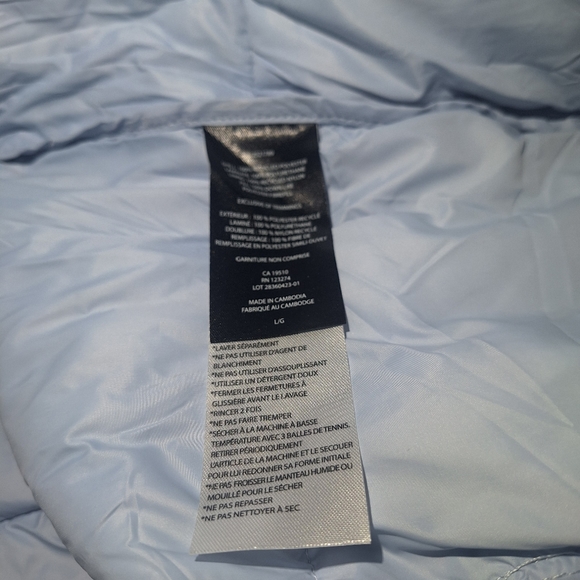 EXCLUSIVE OF TRIMMINGS
EXTÉRIEUR: 100 % POLYESTER RECYCLÉ
LAMINÉ: 100 % POLYURÉTHANE
DOUBLURE: 100 % NYLON RECYCLÉ
REMPLISSAGE: 100 % FIBRE DE
REMPLISSAGE EN POLYESTER SIMILI-DUVET
GARNITURE NON COMPRISE
CA 19510
RN 123274
LOT 28360423-01
MADE IN CAMBODIA
FABRIQUÉ AU CAMBODGE
L/G
*LAVER SÉPARÉMENT
*NE PAS UTILISER D'AGENT DE
BLANCHIMENT
*NE PAS UTILISER D'ASSOUPLISSANT
*UTILISER UN DÉTERGENT DOUX
*FERMER LES FERMETURES À
GLISSIÈRE AVANT LE LAVAGE
*RINCER 2 FOIS
*NE PAS FAIRE TREMPER
*SÉCHER À LA MACHINE À BASSE
TEMPÉRATURE AVEC 3 BALLES DE TENNIS.
RETIRER PÉRIODIQUEMENT
L'ARTICLE DE LA MACHINE ET LE SECOUER
POUR LUI REDONNER SA FORME INITIALE
*NE PAS FROISSER LE MANTEAU HUMIDE OU
MOUILLÉ POUR LE SÉCHER
*NE PAS REPASSER
*NE PAS NETTOYER À SEC